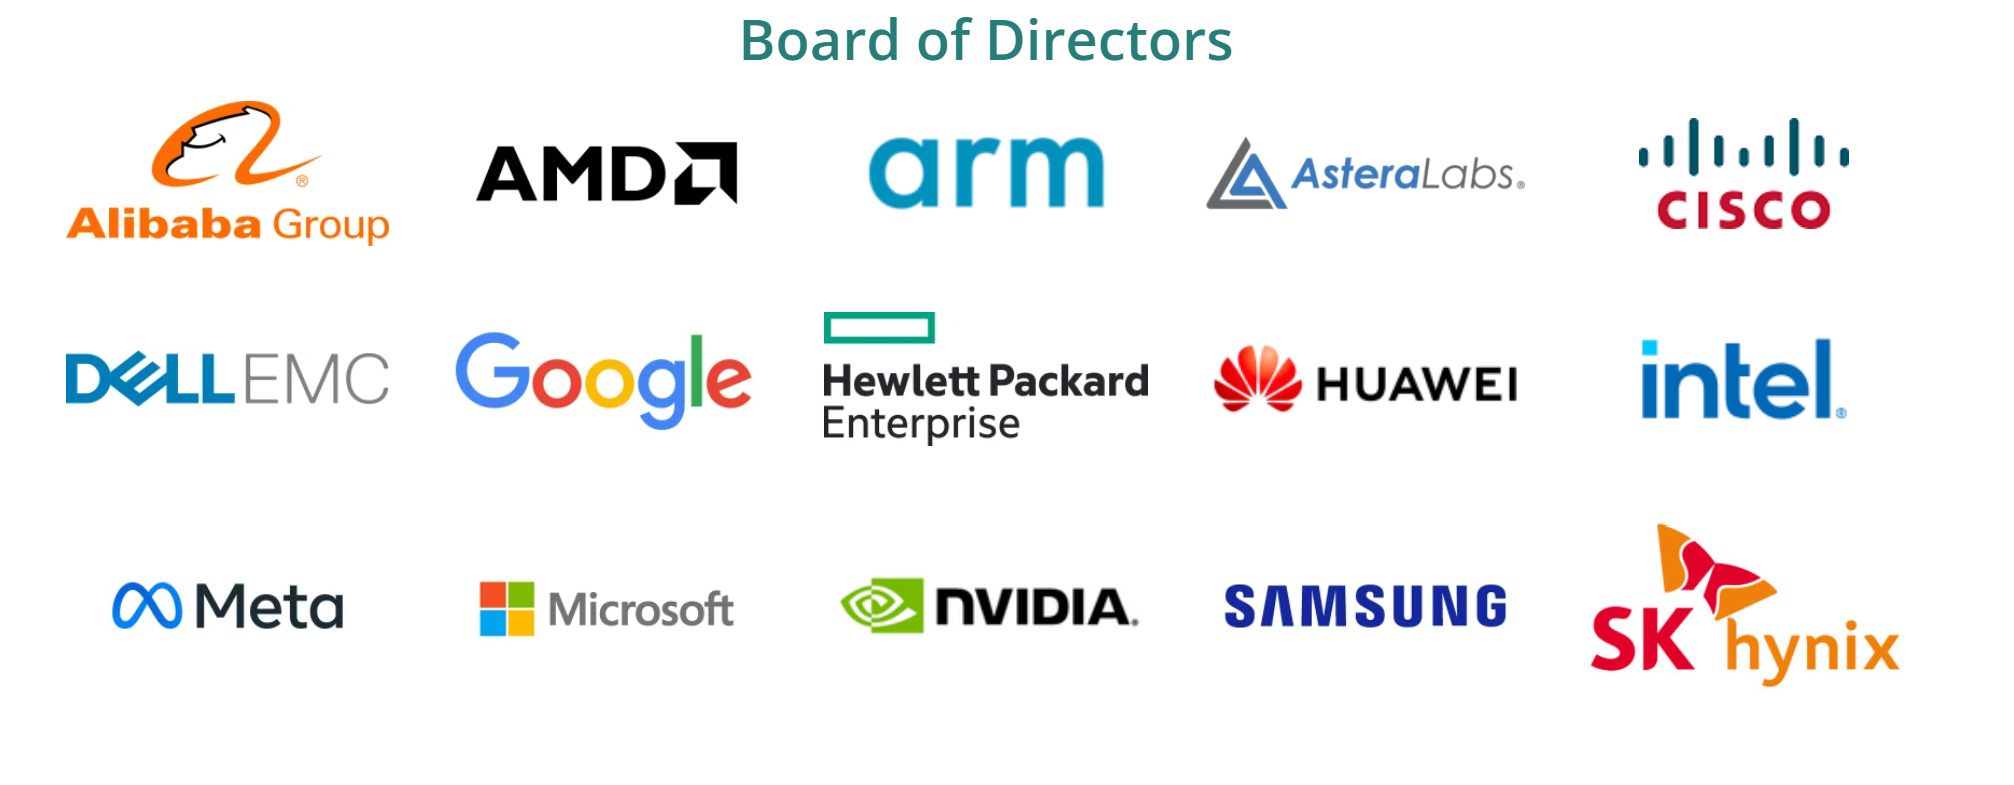 Board of Directors
Alibaba Group
AMD
arm
AsteraLabs
CISCO
DELL EMC
Google
Hewlett Packard
Enterprise
HUAWEI
intel
Meta
Microsoft
NVIDIA
SAMSUNG
SK hynix